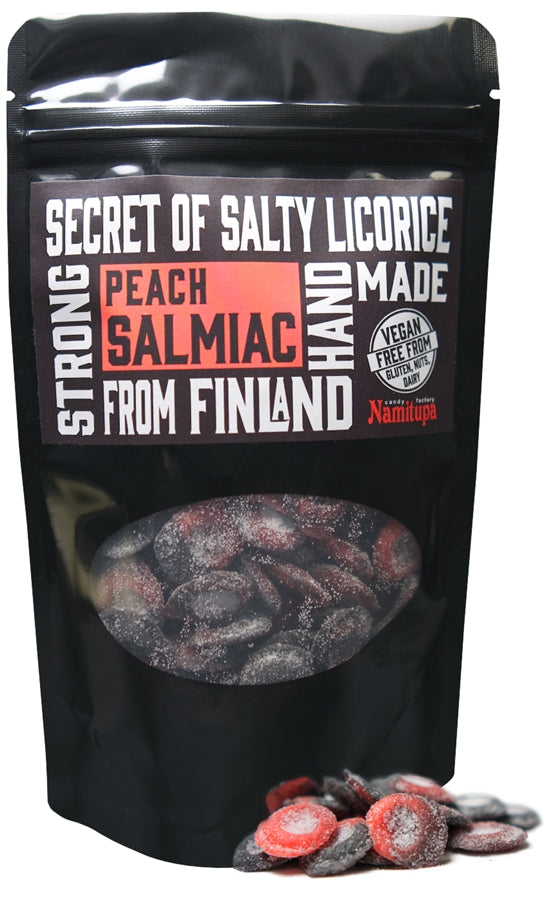 SECRET OF SALTY LICORICE
STRONG
PEACH
SALMIAC
HAND
MADE
FROM FINLAND
VEGAN
FREE FROM
GLUTEN, NUTS,
DAIRY
candy factory
Namitupa